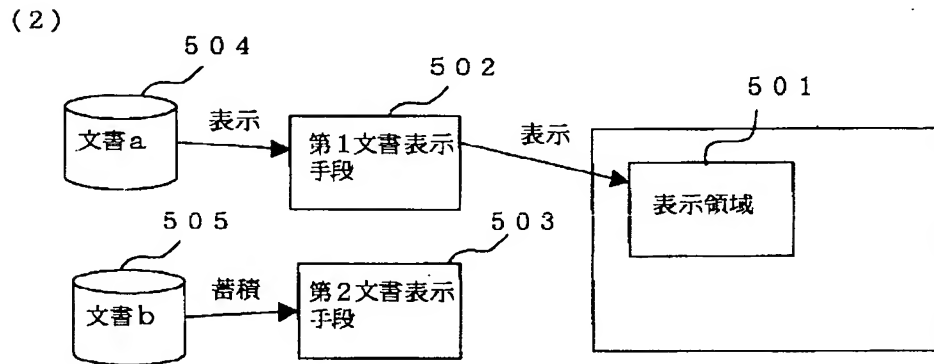 (2)
504
502
501
文書a
表示
第1文書表示
手段
表示
表示領域
505
503
文書b
蓄積
第2文書表示
手段